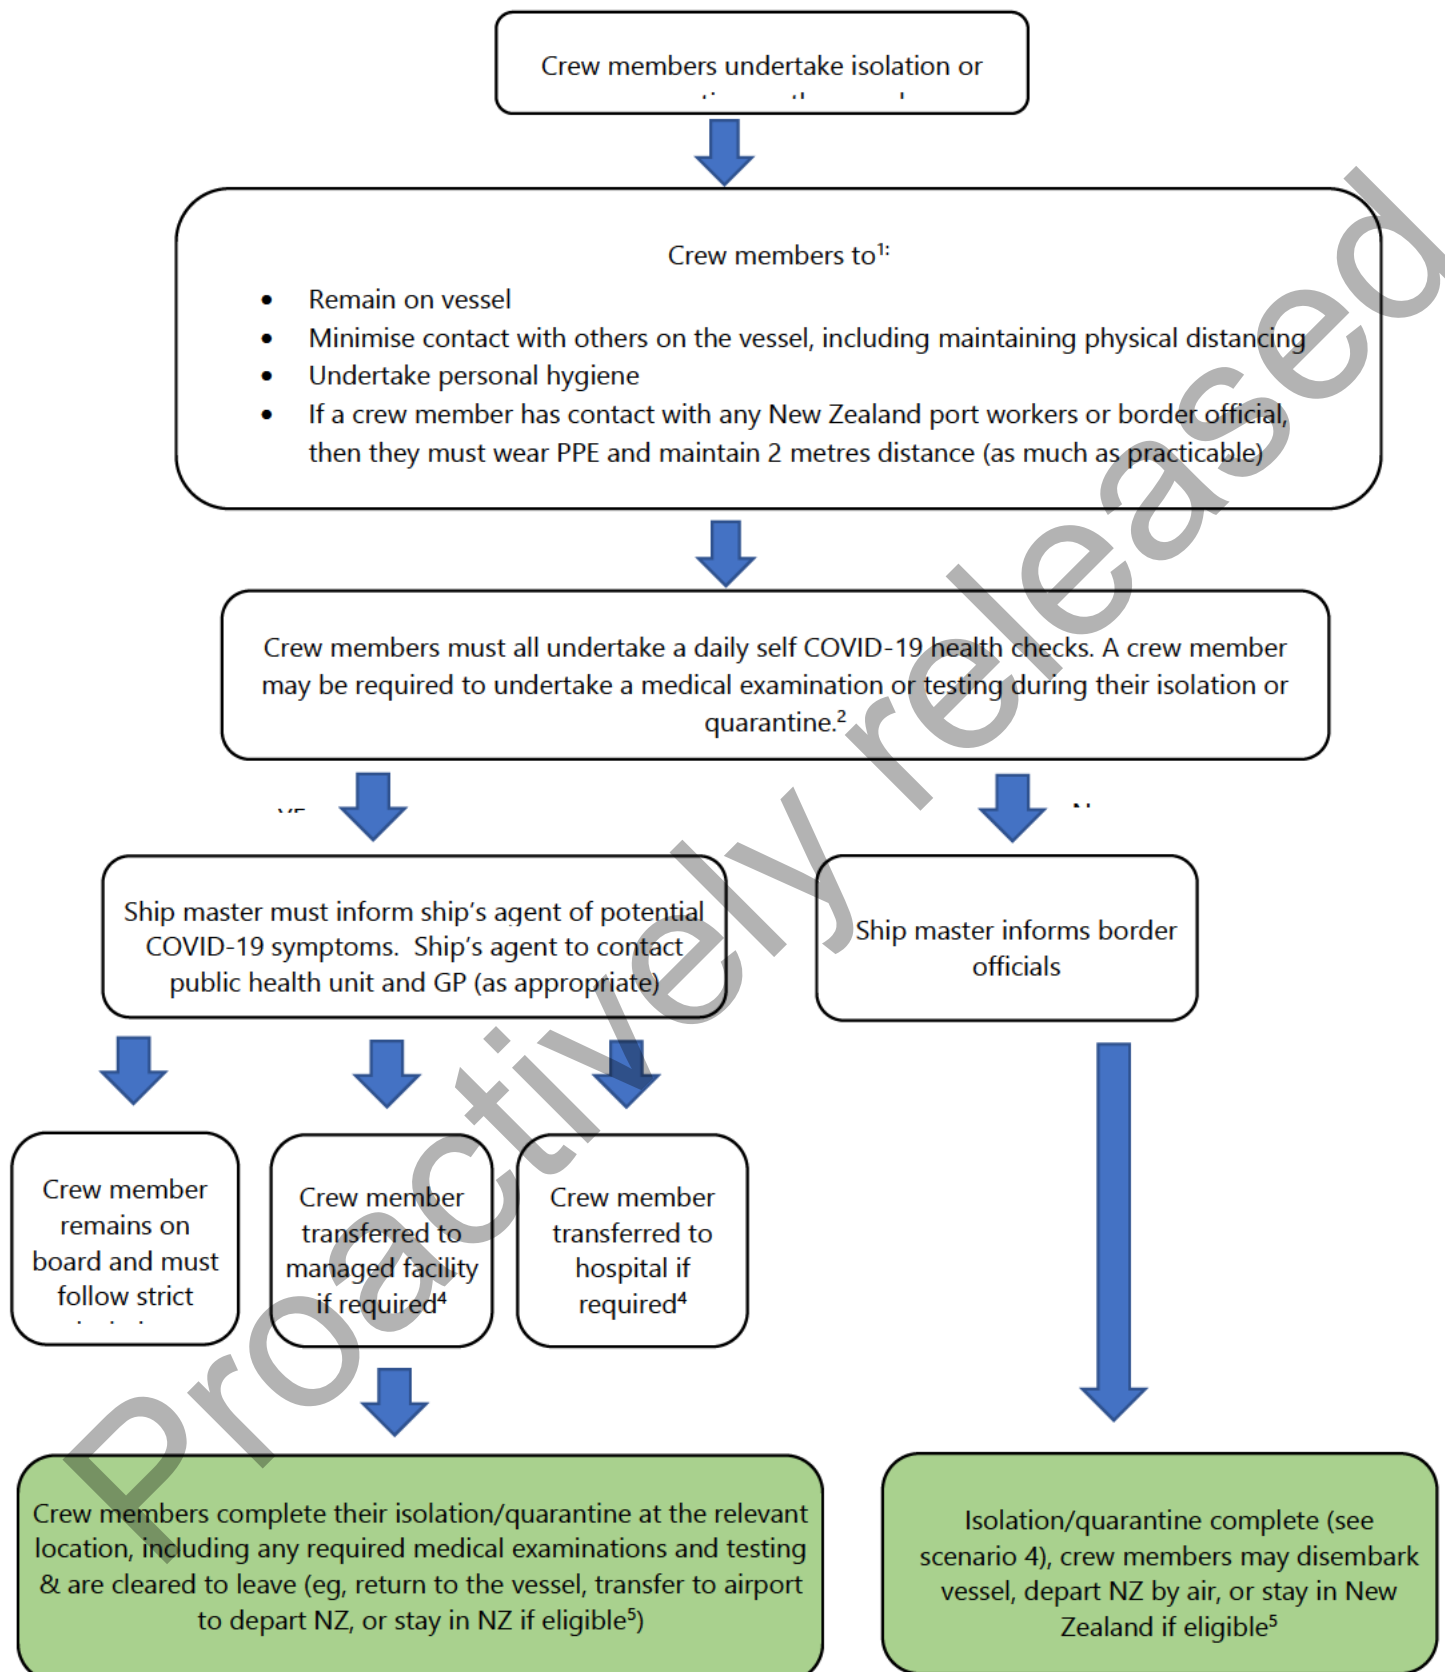 Crew members undertake isolation or
Crew members to¹:
• Remain on vessel
• Minimise contact with others on the vessel, including maintaining physical distancing
• Undertake personal hygiene
• If a crew member has contact with any New Zealand port workers or border official,
then they must wear PPE and maintain 2 metres distance (as much as practicable)
Crew members must all undertake a daily self COVID-19 health checks. A crew member
may be required to undertake a medical examination or testing during their isolation or
quarantine.²
Ship master must inform ship's agent of potential
COVID-19 symptoms. Ship's agent to contact
public health unit and GP (as appropriate)
Ship master informs border
officials
Crew member
remains on
board and must
follow strict
Crew member
transferred to
managed facility
if required⁴
Crew member
transferred to
hospital if
required⁴
Crew members complete their isolation/quarantine at the relevant
location, including any required medical examinations and testing
& are cleared to leave (eg, return to the vessel, transfer to airport
to depart NZ, or stay in NZ if eligible⁵)
Isolation/quarantine complete (see
scenario 4), crew members may disembark
vessel, depart NZ by air, or stay in New
Zealand if eligible⁵
Proactively released